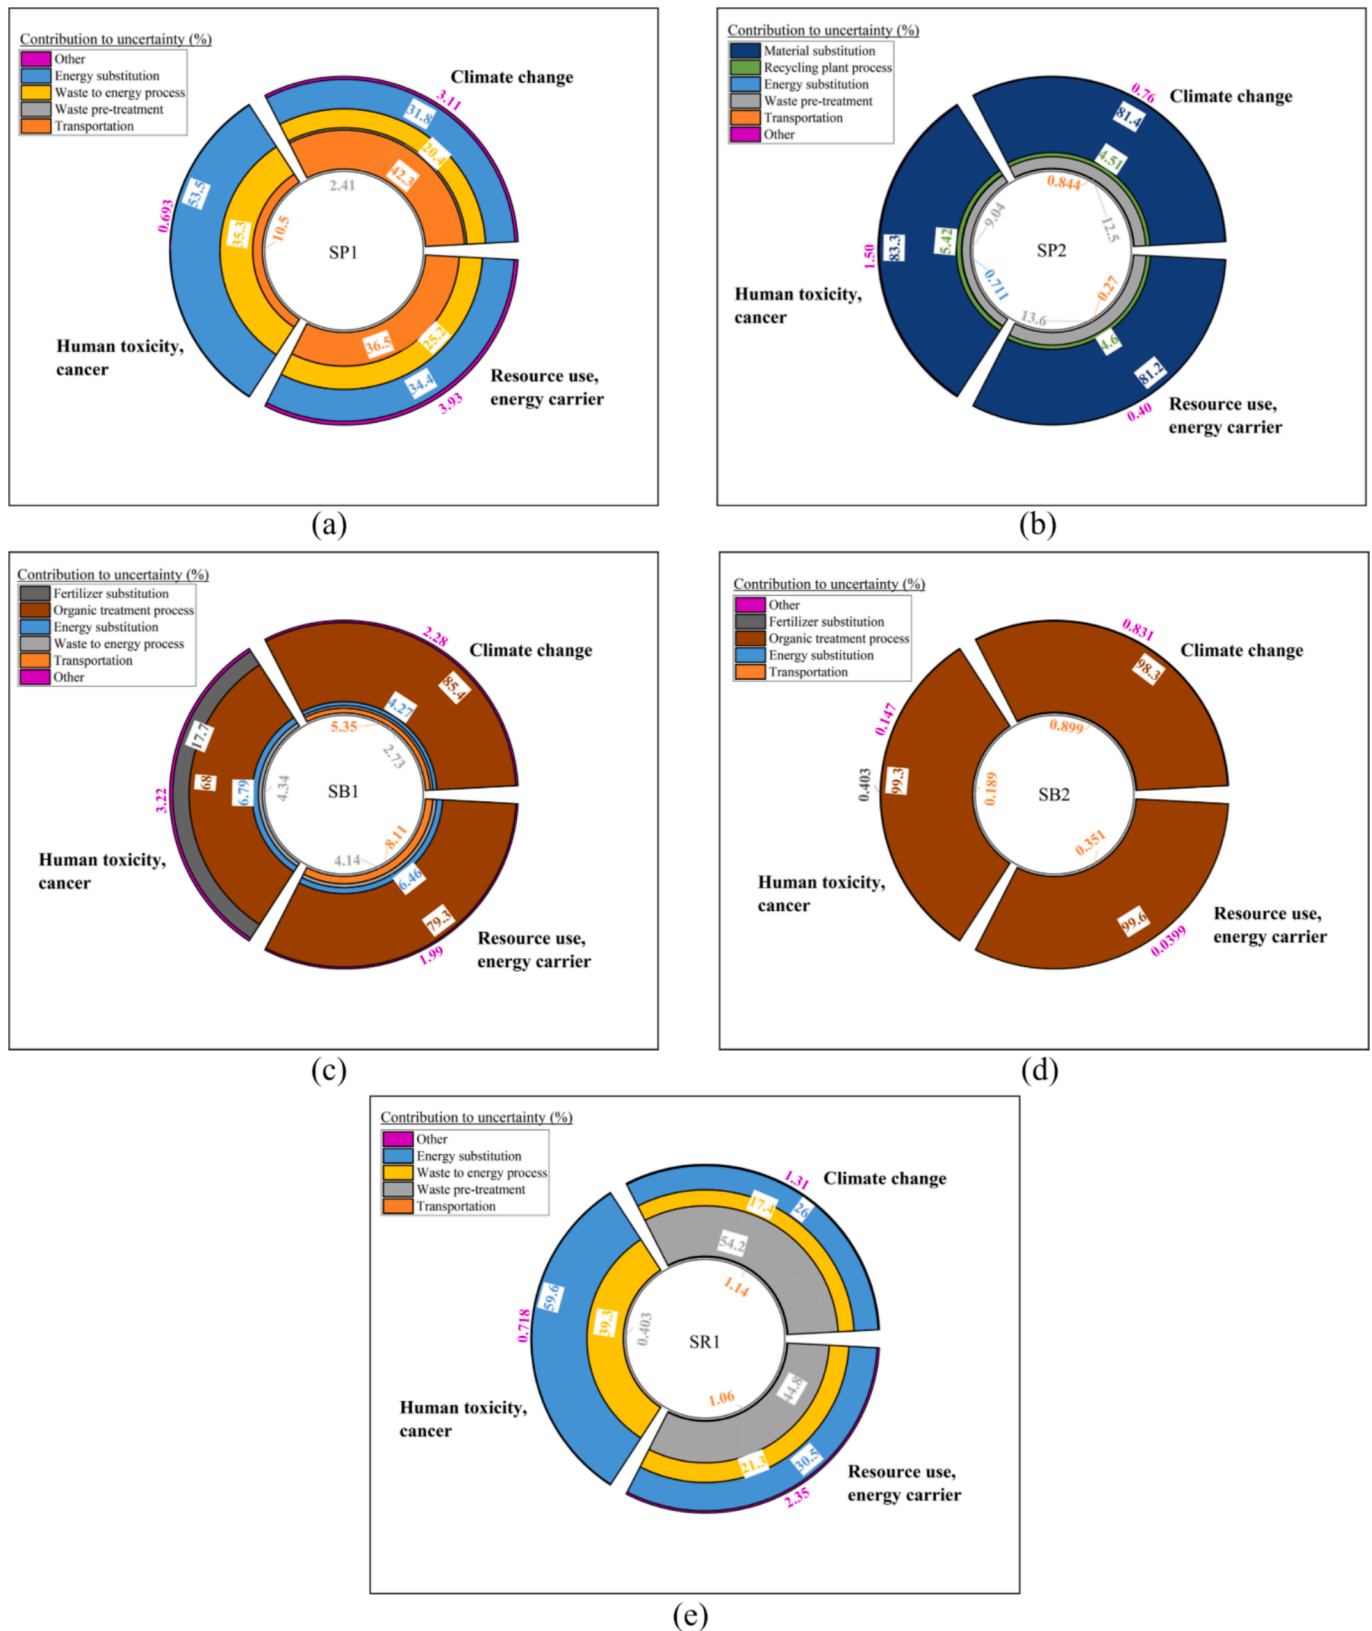 Contribution to uncertainty (%)
Other
Energy substitution
Waste to energy process
Waste pre-treatment
Transportation
Climate change
3.11
31.8
20.4
42.3
2.41
53.5
0.693
35.3
10.5
SP1
Human toxicity,
cancer
36.5
25.2
34.4
3.93
Resource use,
energy carrier
(a)
Contribution to uncertainty (%)
Material substitution
Recycling plant process
Energy substitution
Waste pre-treatment
Transportation
Other
0.76
Climate change
81.4
4.51
0.844
12.5
9.04
83.3
5.42
1.50
SP2
0.711
0.27
13.6
4.6
81.2
0.40
Human toxicity,
cancer
Resource use,
energy carrier
(b)
Contribution to uncertainty (%)
Fertilizer substitution
Organic treatment process
Energy substitution
Waste to energy process
Transportation
Other
2.28
Climate change
85.4
4.27
5.35
2.73
17.7
68
6.79
4.34
3.22
SB1
8.11
4.14
6.46
79.3
1.99
Human toxicity,
cancer
Resource use,
energy carrier
(c)
Contribution to uncertainty (%)
Other
Fertilizer substitution
Organic treatment process
Energy substitution
Transportation
0.831
Climate change
98.3
0.899
0.147
0.403
99.3
0.189
SB2
0.351
99.6
0.0399
Human toxicity,
cancer
Resource use,
energy carrier
(d)
Contribution to uncertainty (%)
Other
Energy substitution
Waste to energy process
Waste pre-treatment
Transportation
1.31
Climate change
26
17.4
54.2
1.14
59.6
39.3
0.403
0.718
SR1
1.06
44.8
21.3
30.5
2.35
Human toxicity,
cancer
Resource use,
energy carrier
(e)